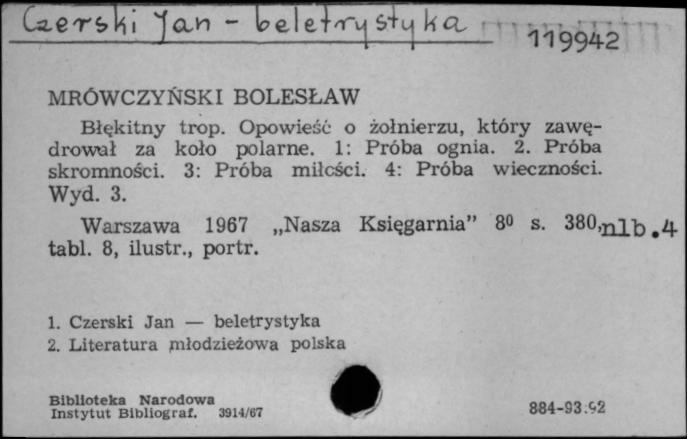 Czerski Jan - beletrystyka
119942
MRÓWCZYŃSKI BOLESŁAW
Błękitny trop. Opowieść o żołnierzu, który zawę-
drował za koło polarne. 1: Próba ognia. 2. Próba
skromności. 3: Próba miłości. 4: Próba wieczności.
Wyd. 3.
Warszawa 1967 „Nasza Księgarnia” 8⁰ s. 380, nlb.4
tabl. 8, ilustr., portr.
1. Czerski Jan — beletrystyka
2. Literatura młodzieżowa polska
Biblioteka Narodowa
Instytut Bibliograf. 3914/67
884-93:92